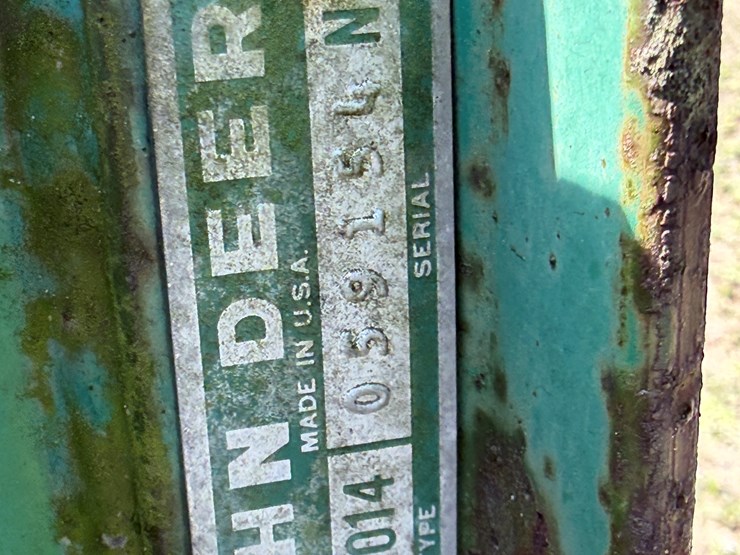 HN DEER
MADE IN U.S.A.
014 059154N
YPE SERIAL